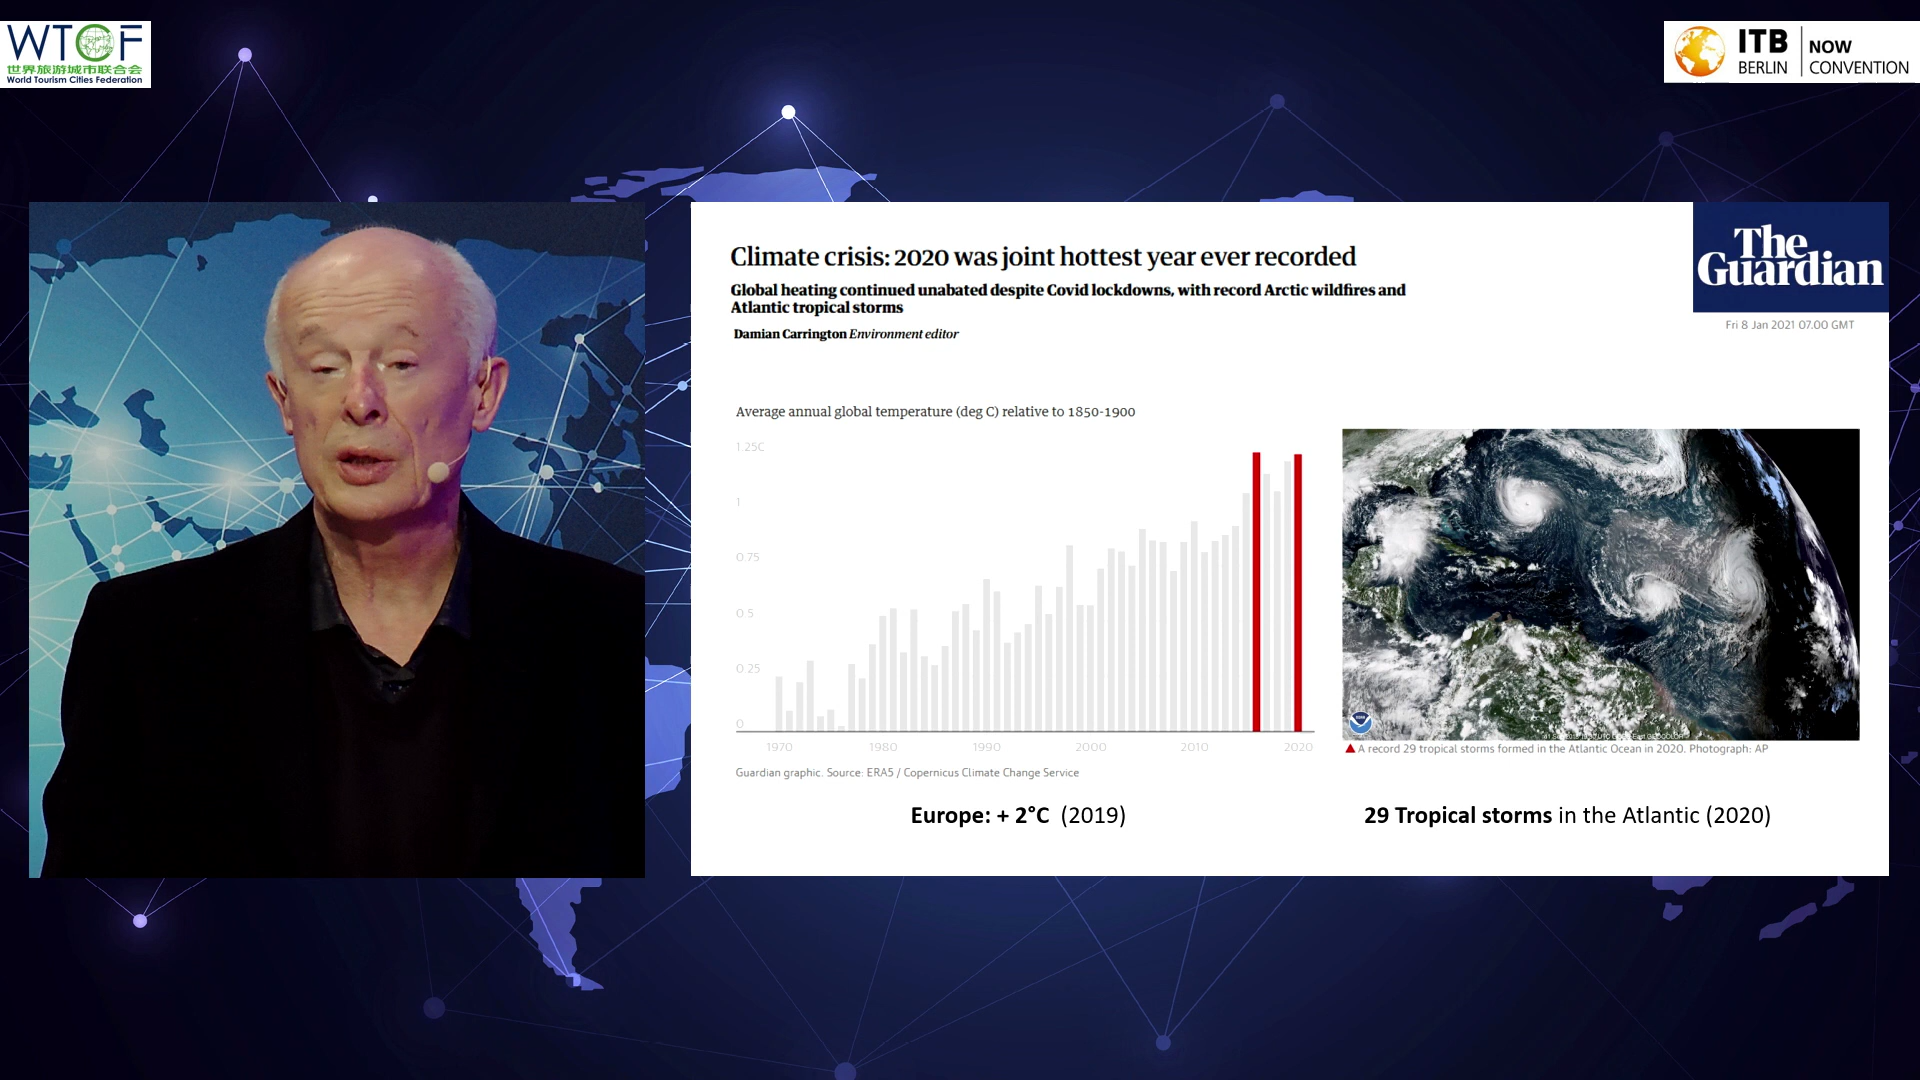 WTCF
世界旅游城市联合会
World Tourism Cities Federation
ITB
BERLIN
NOW
CONVENTION
The
Guardian
Fri 8 Jan 2021 07.00 GMT
Climate crisis: 2020 was joint hottest year ever recorded
Global heating continued unabated despite Covid lockdowns, with record Arctic wildfires and
Atlantic tropical storms
Damian Carrington Environment editor
Average annual global temperature (deg C) relative to 1850-1900
1.25C
1
0.75
0.5
0.25
0
1970 1980 1990 2000 2010 2020
Guardian graphic. Source: ERA5 / Copernicus Climate Change Service
A record 29 tropical storms formed in the Atlantic Ocean in 2020. Photograph: AP
Europe: + 2°C (2019)
29 Tropical storms in the Atlantic (2020)